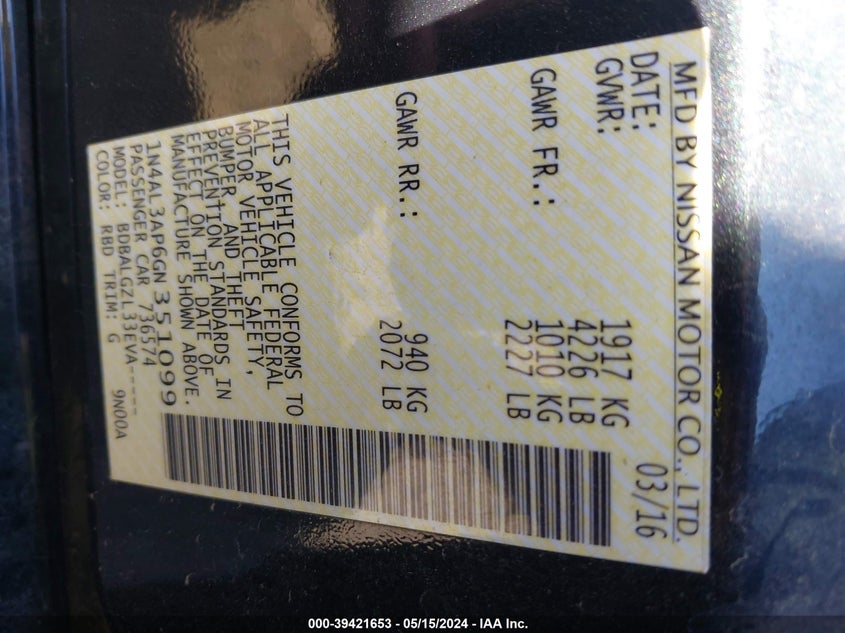 MFD BY NISSAN MOTOR CO., LTD.
DATE: 03/16
GVWR: 1917 KG
4226 LB
GAWR FR.: 1010 KG
2227 LB
GAWR RR.: 940 KG
2072 LB
THIS VEHICLE CONFORMS TO
ALL APPLICABLE FEDERAL
MOTOR VEHICLE SAFETY,
BUMPER, AND THEFT
PREVENTION STANDARDS IN
EFFECT ON THE DATE OF
MANUFACTURE SHOWN ABOVE.
1N4AL3AP6GN351099
PASSENGER CAR 736574
MODEL: BDBALGZL33EVA-----
COLOR: RBD TRIM: G 9N00A
000-39421653 - 05/15/2024 - IAA Inc.